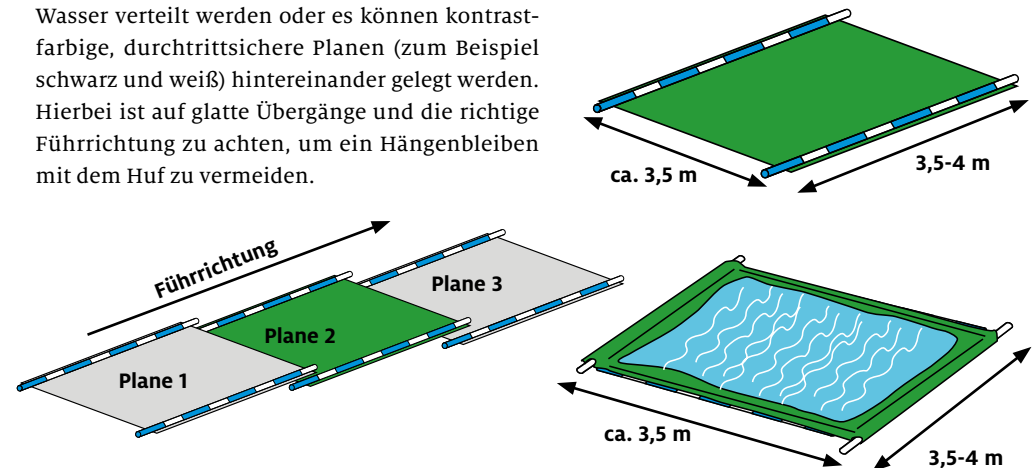 Wasser verteilt werden oder es können kontrast-
farbige, durchtrittsichere Planen (zum Beispiel
schwarz und weiß) hintereinander gelegt werden.
Hierbei ist auf glatte Übergänge und die richtige
Führrichtung zu achten, um ein Hängenbleiben
mit dem Huf zu vermeiden.
ca. 3,5 m
3,5-4 m
Führrichtung
Plane 1
Plane 2
Plane 3
ca. 3,5 m
3,5-4 m